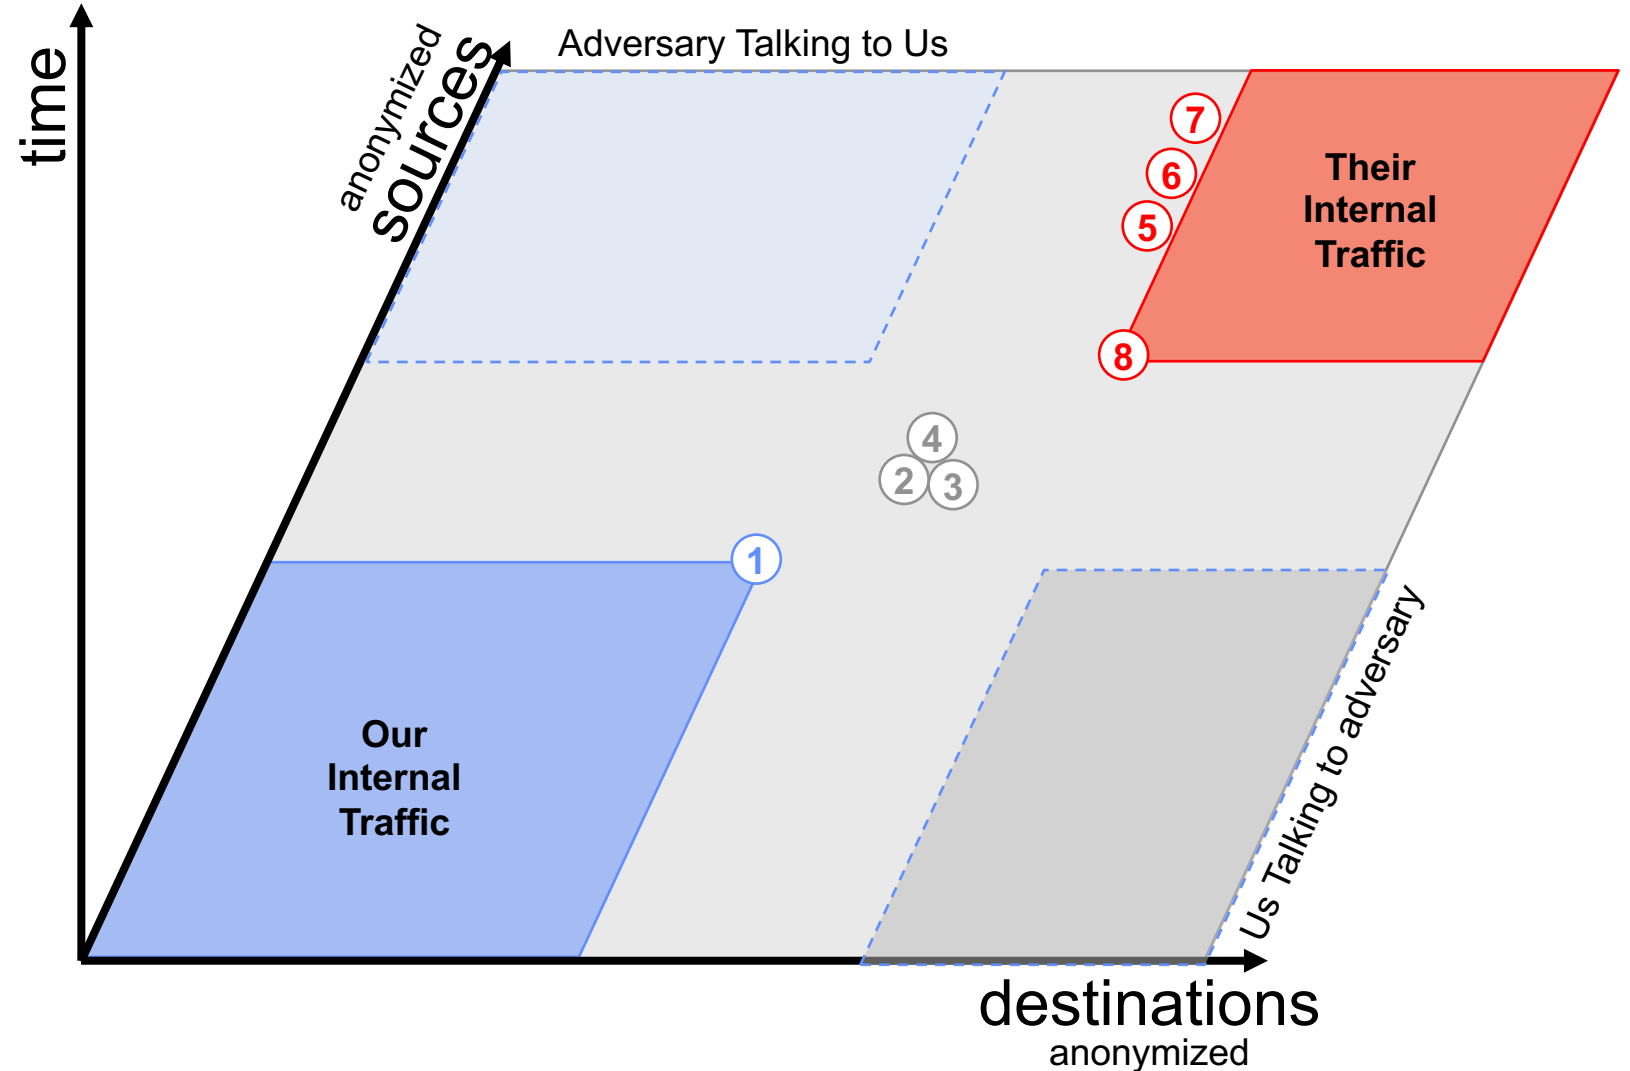 time
anonymized
sources
Adversary Talking to Us
7
6
5
Their
Internal
Traffic
8
4
2
3
1
Our
Internal
Traffic
Us Talking to adversary
destinations
anonymized